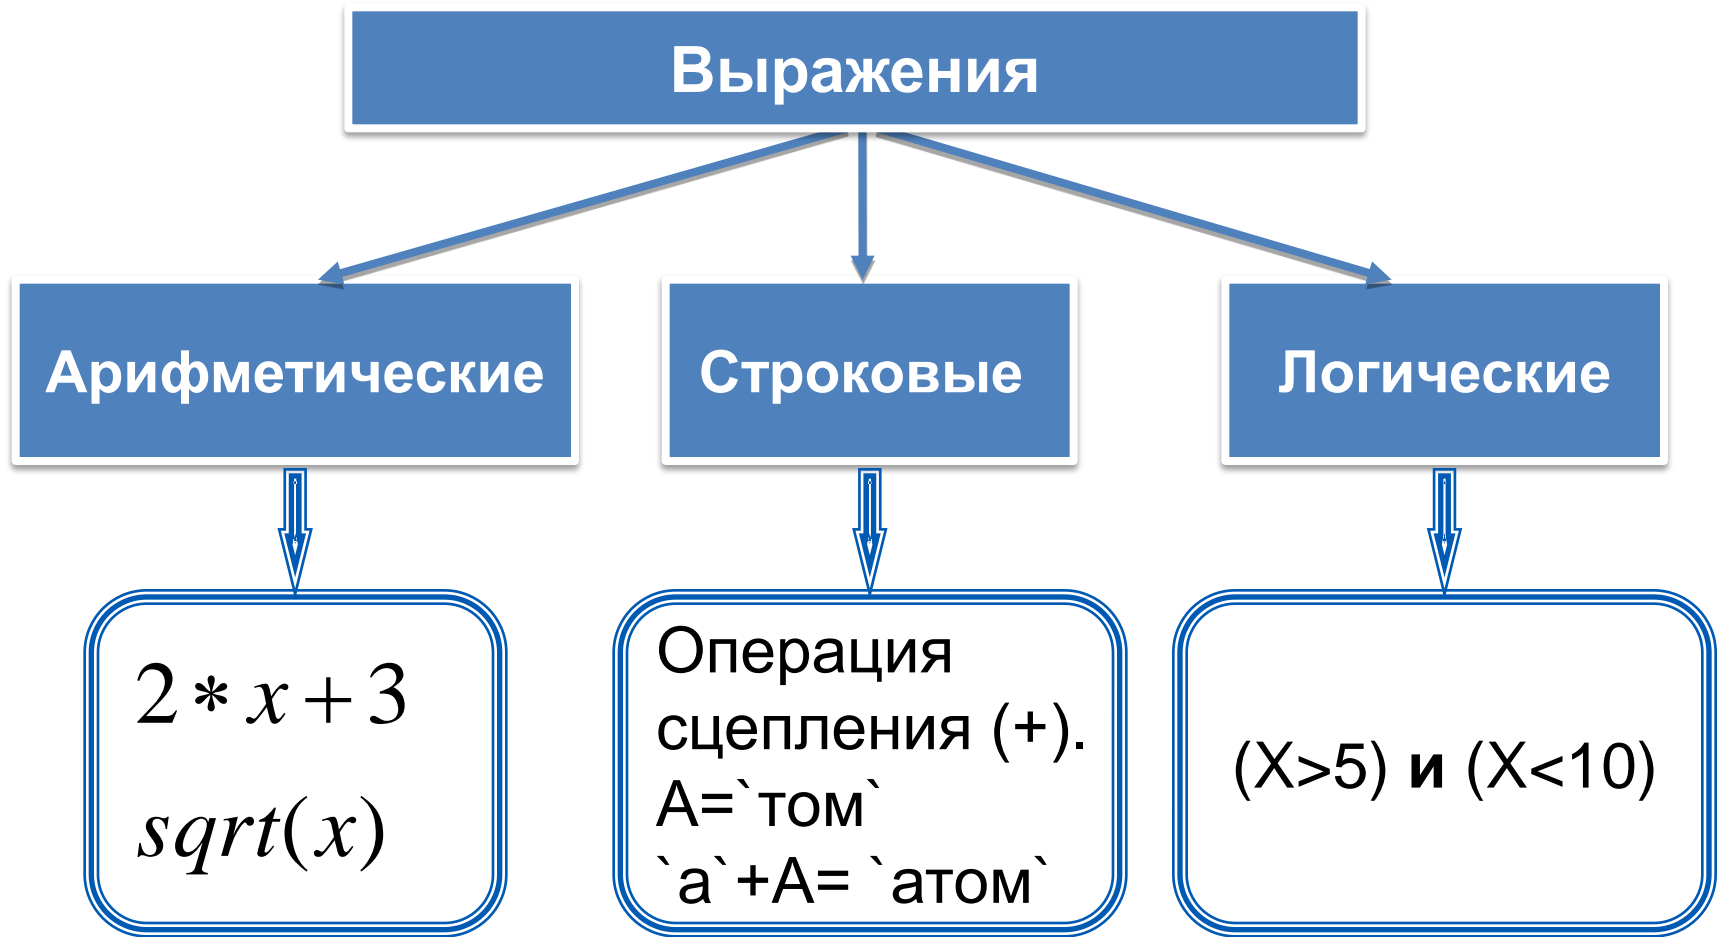 Выражения
Арифметические
Строковые
Логические
2 * x + 3
sqrt(x)
Операция
сцепления (+).
А=`том`
`а`+А= `атом`
(X>5) и (X<10)